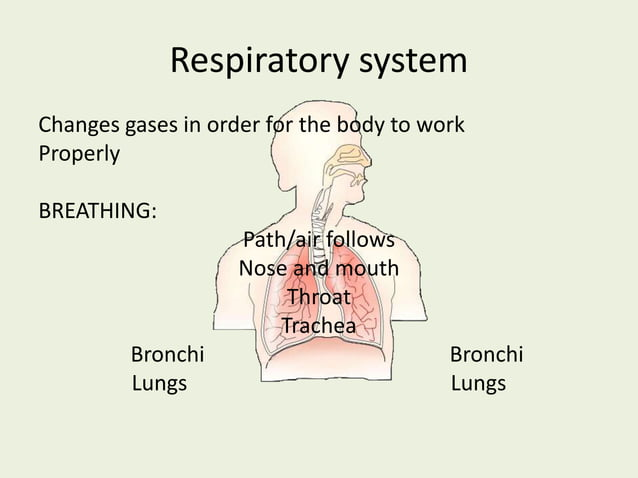 Respiratory system
Changes gases in order for the body to work
Properly
BREATHING:
Path/air follows
Nose and mouth
Throat
Trachea
Bronchi Bronchi
Lungs Lungs